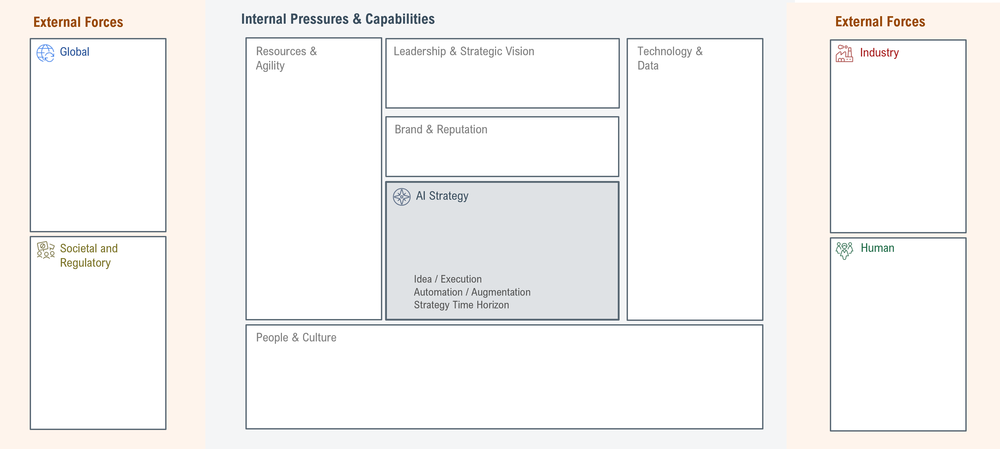 External Forces
Global
Societal and
Regulatory
Internal Pressures & Capabilities
Resources &
Agility
Leadership & Strategic Vision
Brand & Reputation
AI Strategy
Idea / Execution
Automation / Augmentation
Strategy Time Horizon
Technology &
Data
People & Culture
External Forces
Industry
Human